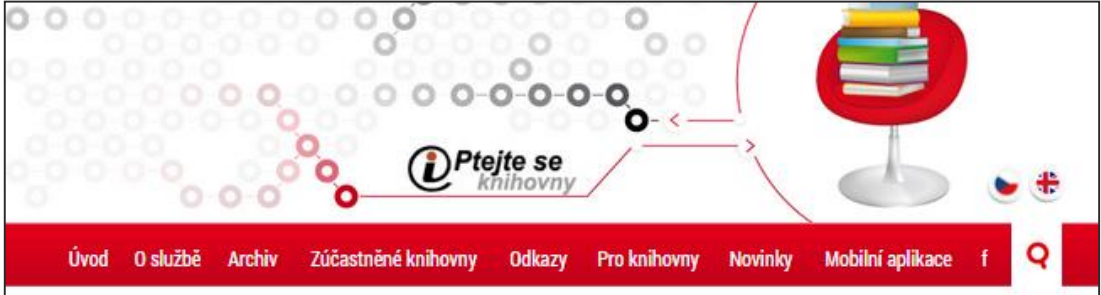 Ptejte se
knihovny
Úvod O službě Archiv Zúčastněné knihovny Odkazy Pro knihovny Novinky Mobilní aplikace f